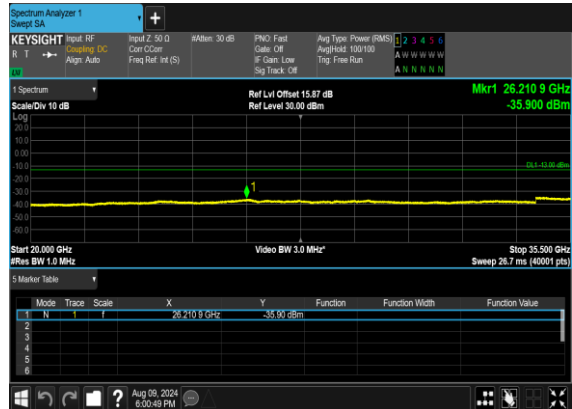 Spectrum Analyzer 1
Swept SA
+
KEYSIGHT Input: RF Input Z: 50 Ω #Atten: 30 dB PNO: Fast Avg Type: Power (RMS) 1 2 3 4 5 6
R T Coupling: DC Corr CCorr Gate: Off Avg|Hold: 100/100 A W W W W W
Align: Auto Freq Ref: Int (S) IF Gain: Low Trig: Free Run
Sig Track: Off A N N N N N
1 Spectrum Ref Lvl Offset 15.87 dB Mkr1 26.210 9 GHz
Scale/Div 10 dB Ref Level 30.00 dBm -35.900 dBm
Log
20.0
10.0
0.00
-10.0 DL1 -13.00 dBm
-20.0
-30.0 1
-40.0
-50.0
-60.0
Start 20.000 GHz Video BW 3.0 MHz* Stop 35.500 GHz
#Res BW 1.0 MHz Sweep 26.7 ms (40001 pts)
5 Marker Table
Mode Trace Scale X Y Function Function Width Function Value
1 N 1 f 26.210 9 GHz -35.90 dBm
2
3
4
5
6
? Aug 09, 2024
6:00:49 PM